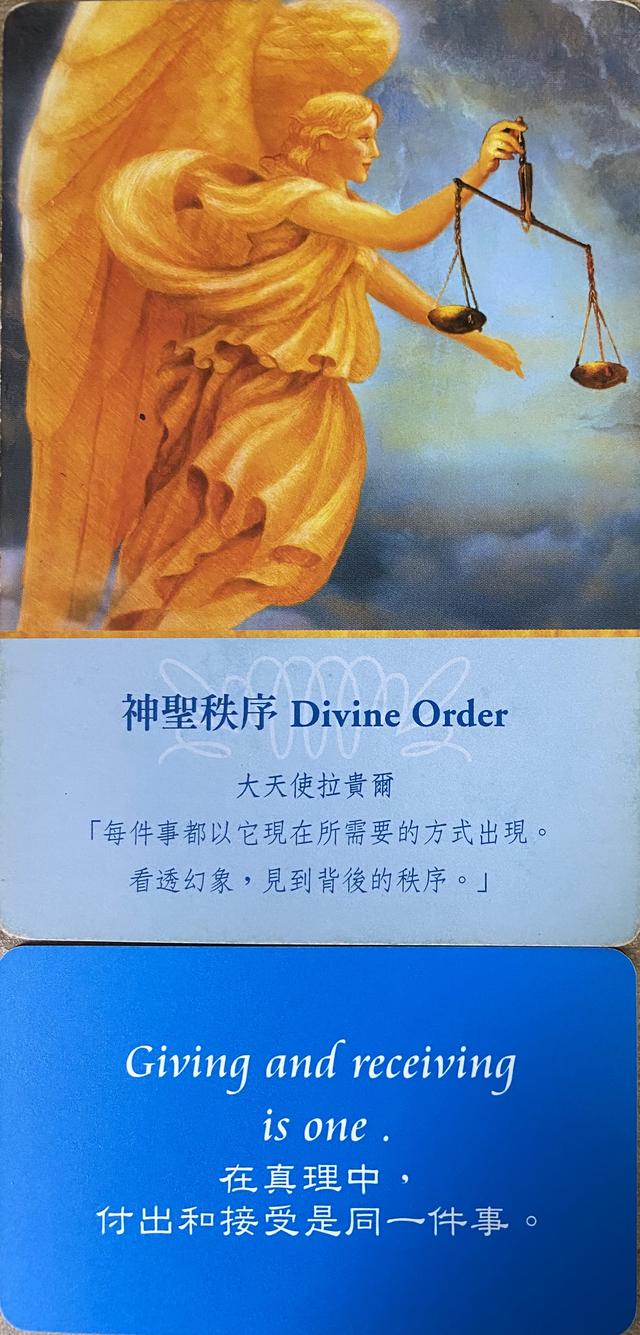 神聖秩序 Divine Order
大天使拉貴爾
「每件事都以它現在所需要的方式出現。
看透幻象，見到背後的秩序。」
Giving and receiving
is one .
在真理中，
付出和接受是同一件事。